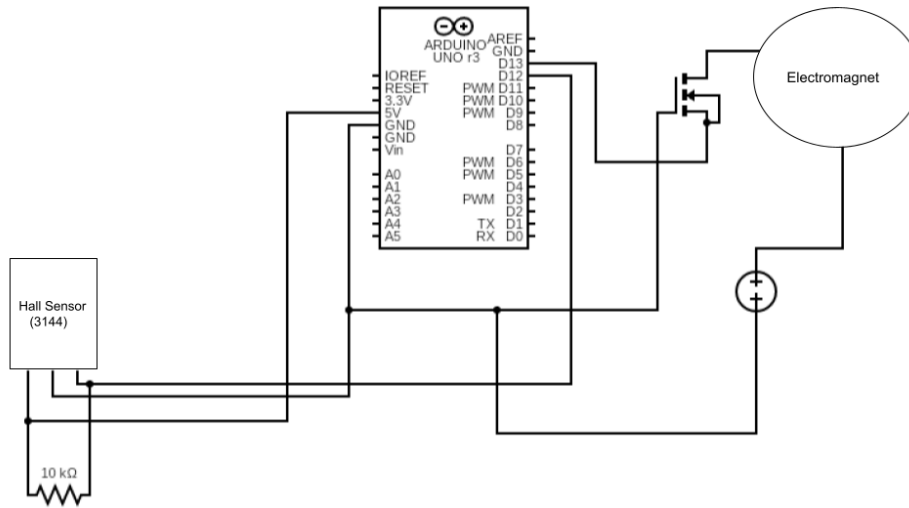 ARDUINO
UNO r3
IOREF
RESET
3.3V
5V
GND
GND
Vin
A0
A1
A2
A3
A4
A5
AREF
GND
D13
D12
PWM D11
PWM D10
PWM D9
D8
D7
PWM D6
PWM D5
D4
PWM D3
D2
TX D1
RX D0
Electromagnet
Hall Sensor
(3144)
10 kΩ